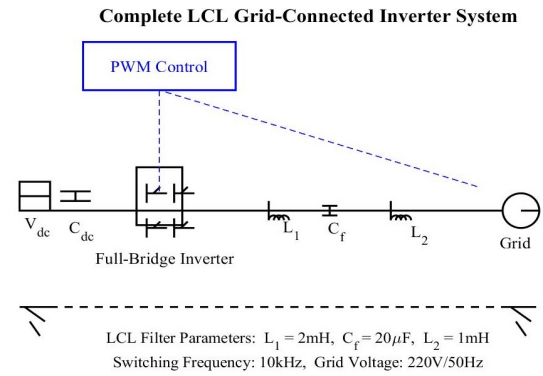 Complete LCL Grid-Connected Inverter System
PWM Control
V_dc C_dc L_1 C_f L_2
Grid
Full-Bridge Inverter
LCL Filter Parameters: L_1 = 2mH, C_f = 20μF, L_2 = 1mH
Switching Frequency: 10kHz, Grid Voltage: 220V/50Hz